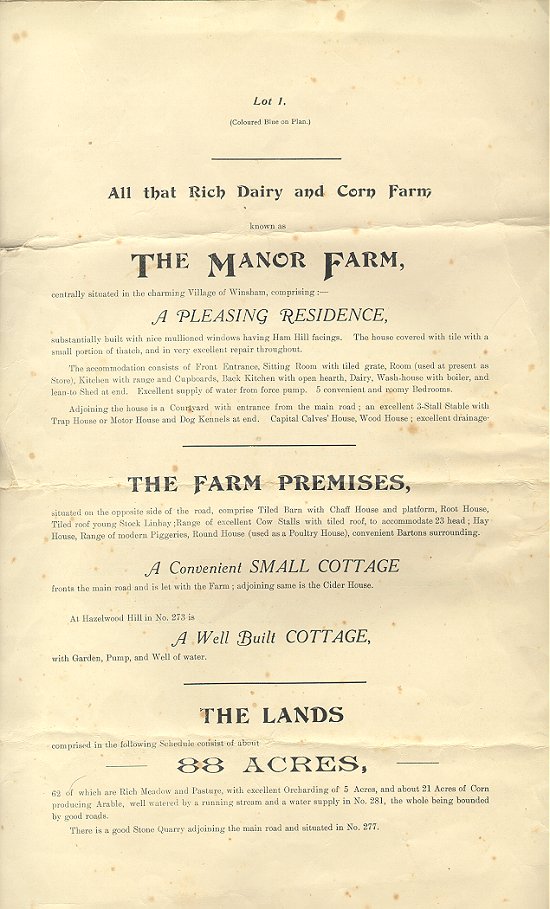 Lot 1.
(Coloured Blue on Plan.)
All that Rich Dairy and Corn Farm
known as
THE MANOR FARM,
centrally situated in the charming Village of Winsham, comprising :—
A PLEASING RESIDENCE,
substantially built with nice mullioned windows having Ham Hill facings. The house covered with tile with a
small portion of thatch, and in very excellent repair throughout.
The accommodation consists of Front Entrance, Sitting Room with tiled grate, Room (used at present as
Store), Kitchen with range and Cupboards, Back Kitchen with open hearth, Dairy, Wash-house with boiler, and
lean-to Shed at end. Excellent supply of water from force pump. 5 convenient and roomy Bedrooms.
Adjoining the house is a Courtyard with entrance from the main road ; an excellent 3-Stall Stable with
Trap House or Motor House and Dog Kennels at end. Capital Calves' House, Wood House ; excellent drainage
THE FARM PREMISES,
situated on the opposite side of the road, comprise Tiled Barn with Chaff House and platform, Root House,
Tiled roof young Stock Linhay ; Range of excellent Cow Stalls with tiled roof, to accommodate 23 head ; Hay
House, Range of modern Piggeries, Round House (used as a Poultry House), convenient Bartons surrounding.
A Convenient SMALL COTTAGE
fronts the main road and is let with the Farm ; adjoining same is the Cider House.
At Hazelwood Hill in No. 273 is
A Well Built COTTAGE,
with Garden, Pump, and Well of water.
THE LANDS
comprised in the following Schedule consist of about
88 ACRES,
62 of which are Rich Meadow and Pasture, with excellent Orcharding of 5 Acres, and about 21 Acres of Corn
producing Arable, well watered by a running stream and a water supply in No. 281, the whole being bounded
by good roads.
There is a good Stone Quarry adjoining the main road and situated in No. 277.